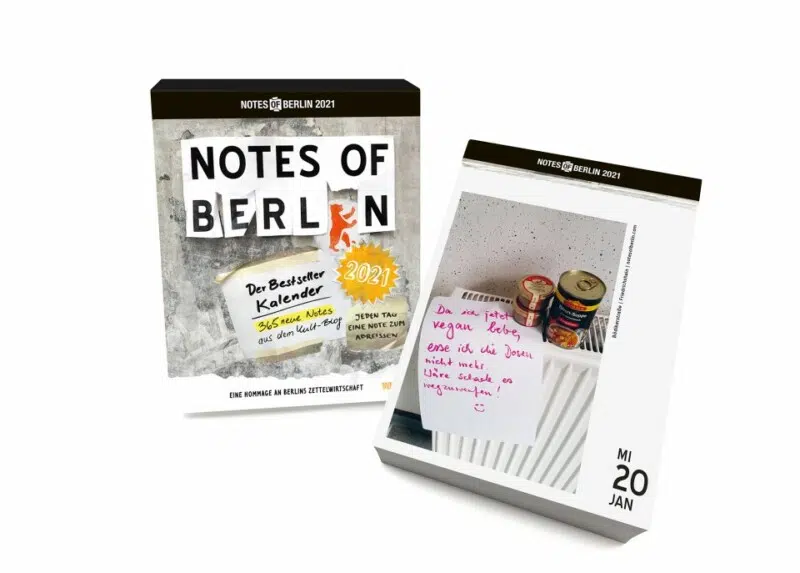 NOTES OF BERLIN 2021
NOTES OF
BERLIN
Der Bestseller
Kalender
2021
365 neue Notes
aus dem Kult-Blog
JEDEN TAG
EINE NOTE ZUM
ABREISSEN
EINE HOMMAGE AN BERLINS ZETTELWIRTSCHAFT
NOTES OF BERLIN 2021
Da ich jetzt
vegan lebe,
esse ich die Dosen
nicht mehr.
Wäre schade es
wegzuwerfen!
MI
20
JAN